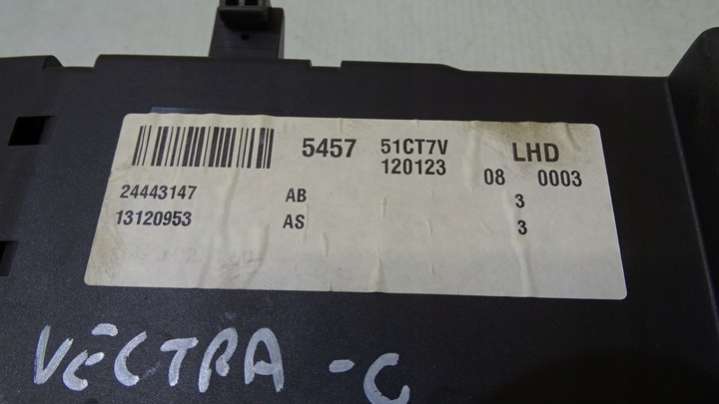 5457 51CT7V LHD
120123 08 0003
24443147 AB 3
13120953 AS 3
VECTRA -C